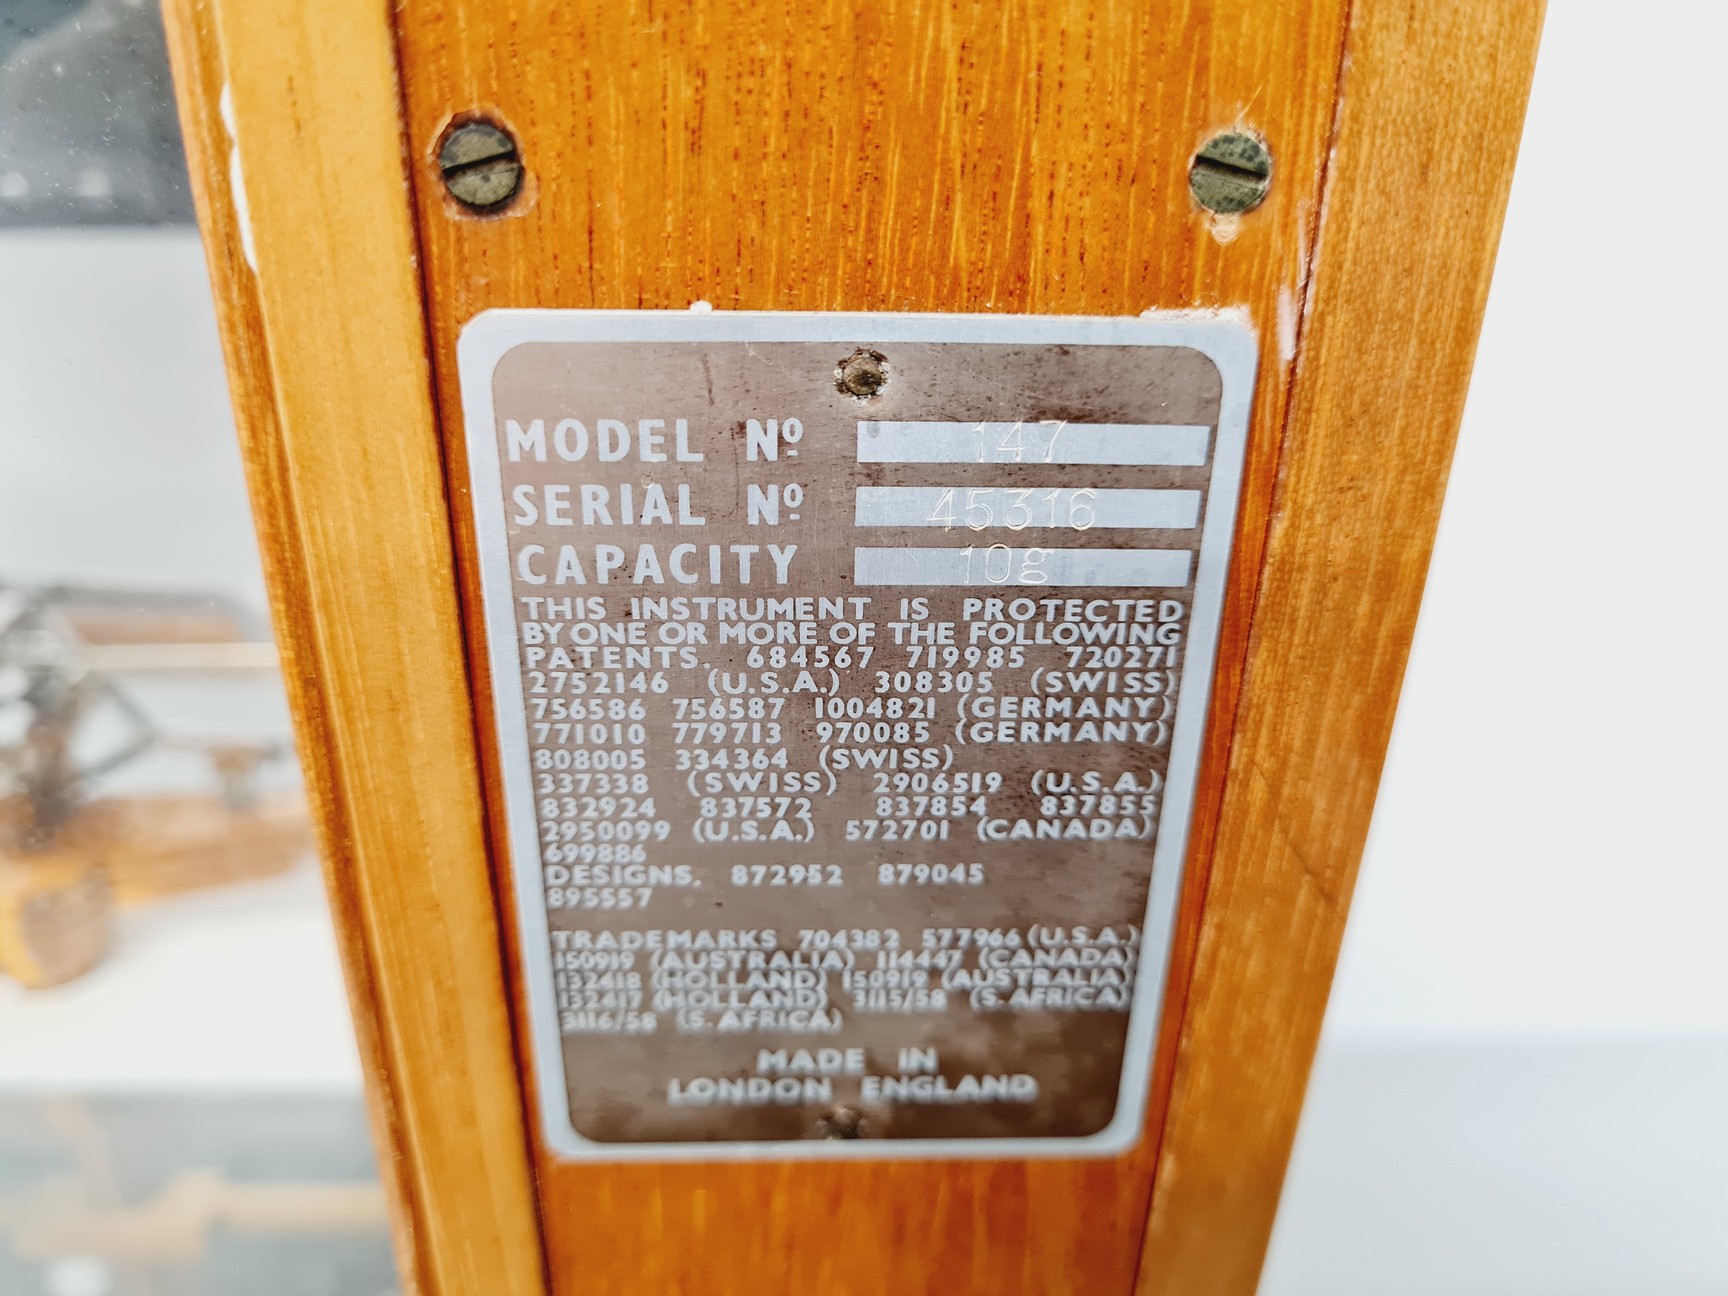 MODEL Nº 147
SERIAL Nº 45316
CAPACITY 10g
THIS INSTRUMENT IS PROTECTED
BY ONE OR MORE OF THE FOLLOWING
PATENTS. 684567 719985 720271
2752146 (U.S.A.) 308305 (SWISS)
756586 756587 1004821 (GERMANY)
771010 779713 970085 (GERMANY)
808005 334364 (SWISS)
337338 (SWISS) 2906519 (U.S.A.)
832924 837572 837854 837855
2950099 (U.S.A.) 572701 (CANADA)
699886
DESIGNS. 872952 879045
895557
TRADEMARKS 704382 577966 (U.S.A.)
150919 (AUSTRALIA) 114447 (CANADA)
132418 (HOLLAND) 150919 (AUSTRALIA)
132417 (HOLLAND) 3115/58 (S. AFRICA)
3116/58 (S. AFRICA)
MADE IN
LONDON ENGLAND